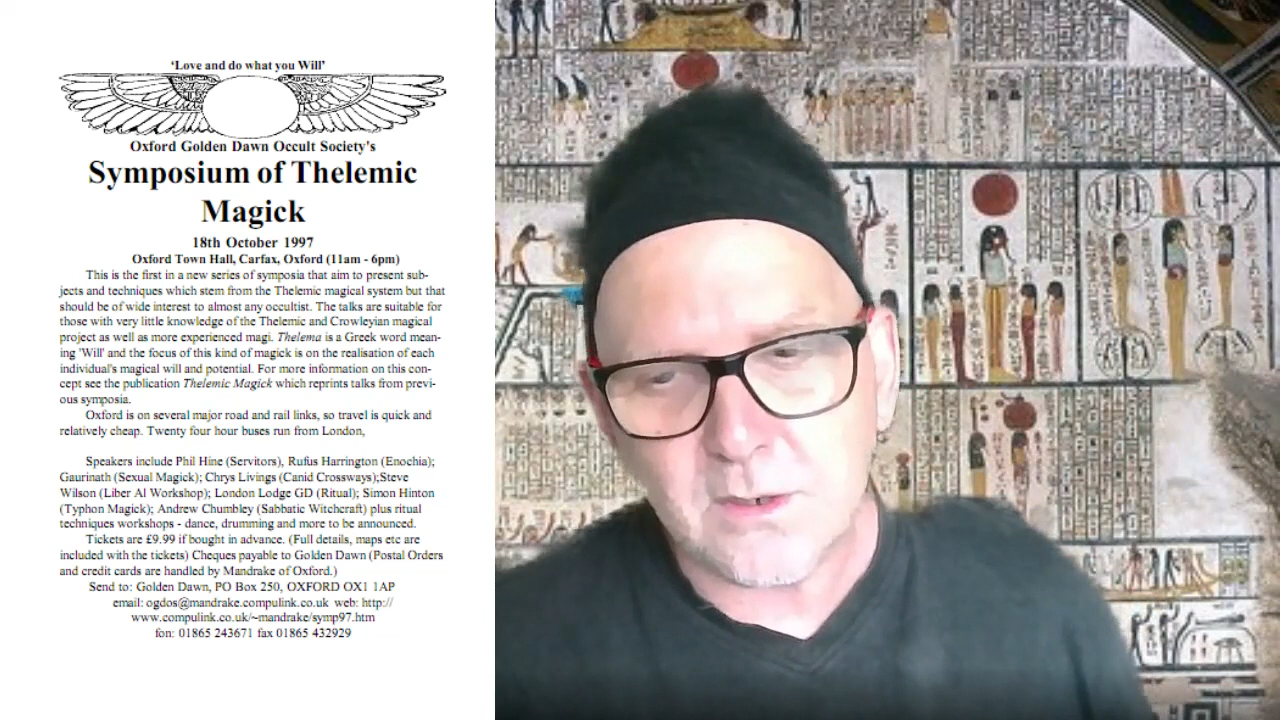 ‘Love and do what you Will’
Oxford Golden Dawn Occult Society's
Symposium of Thelemic
Magick
18th October 1997
Oxford Town Hall, Carfax, Oxford (11am - 6pm)
This is the first in a new series of symposia that aim to present sub-
jects and techniques which stem from the Thelemic magical system but that
should be of wide interest to almost any occultist. The talks are suitable for
those with very little knowledge of the Thelemic and Crowleyian magical
project as well as more experienced magi. Thelema is a Greek word mean-
ing 'Will' and the focus of this kind of magick is on the realisation of each
individual's magical will and potential. For more information on this con-
cept see the publication Thelemic Magick which reprints talks from previ-
ous symposia.
Oxford is on several major road and rail links, so travel is quick and
relatively cheap. Twenty four hour buses run from London,
Speakers include Phil Hine (Servitors), Rufus Harrington (Enochia);
Gaurinath (Sexual Magick); Chrys Livings (Canid Crossways);Steve
Wilson (Liber Al Workshop); London Lodge GD (Ritual); Simon Hinton
(Typhon Magick); Andrew Chumbley (Sabbatic Witchcraft) plus ritual
techniques workshops - dance, drumming and more to be announced.
Tickets are £9.99 if bought in advance. (Full details, maps etc are
included with the tickets) Cheques payable to Golden Dawn (Postal Orders
and credit cards are handled by Mandrake of Oxford.)
Send to: Golden Dawn, PO Box 250, OXFORD OX1 1AP
email: ogdos@mandrake.compulink.co.uk web: http://
www.compulink.co.uk/~mandrake/symp97.htm
fon: 01865 243671 fax 01865 432929